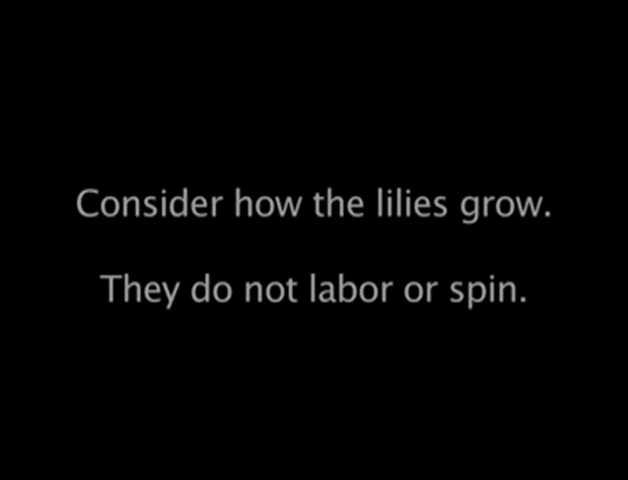 Consider how the lilies grow.
They do not labor or spin.